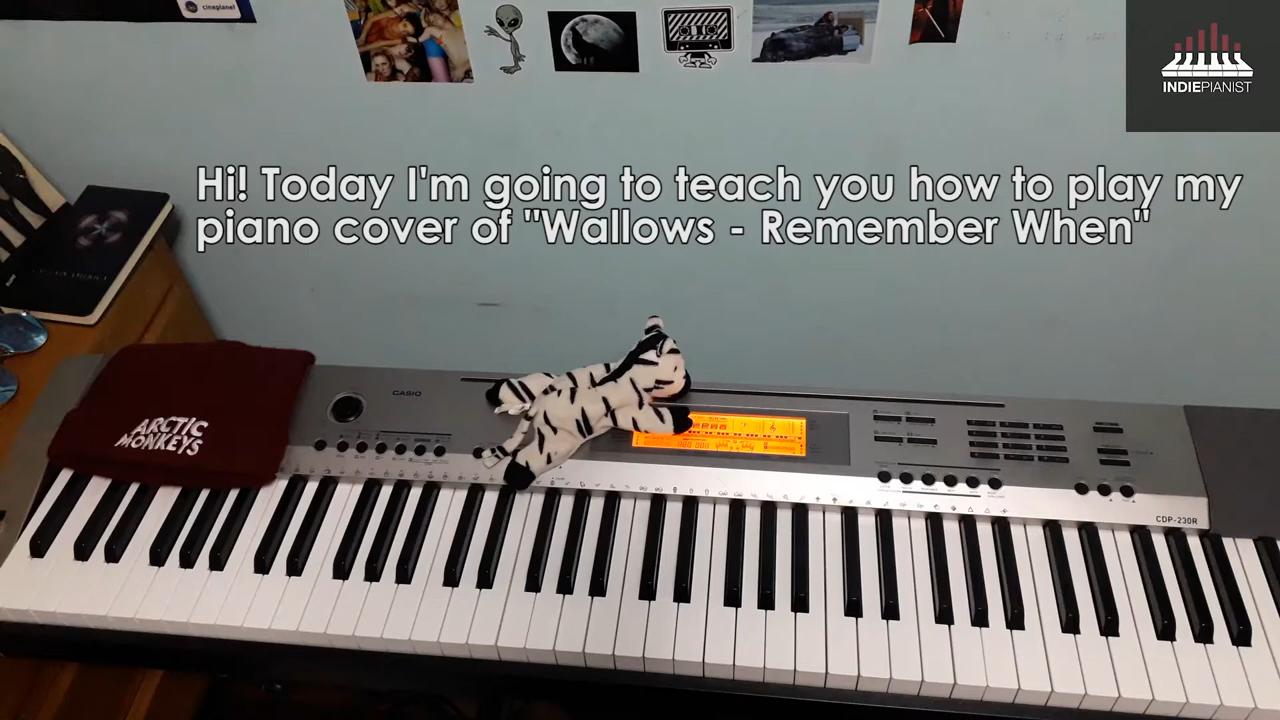 cineplanet
INDIEPIANIST
Hi! Today I'm going to teach you how to play my
piano cover of "Wallows - Remember When"
CASIO
ARCTIC
MONKEYS
CDP-230R